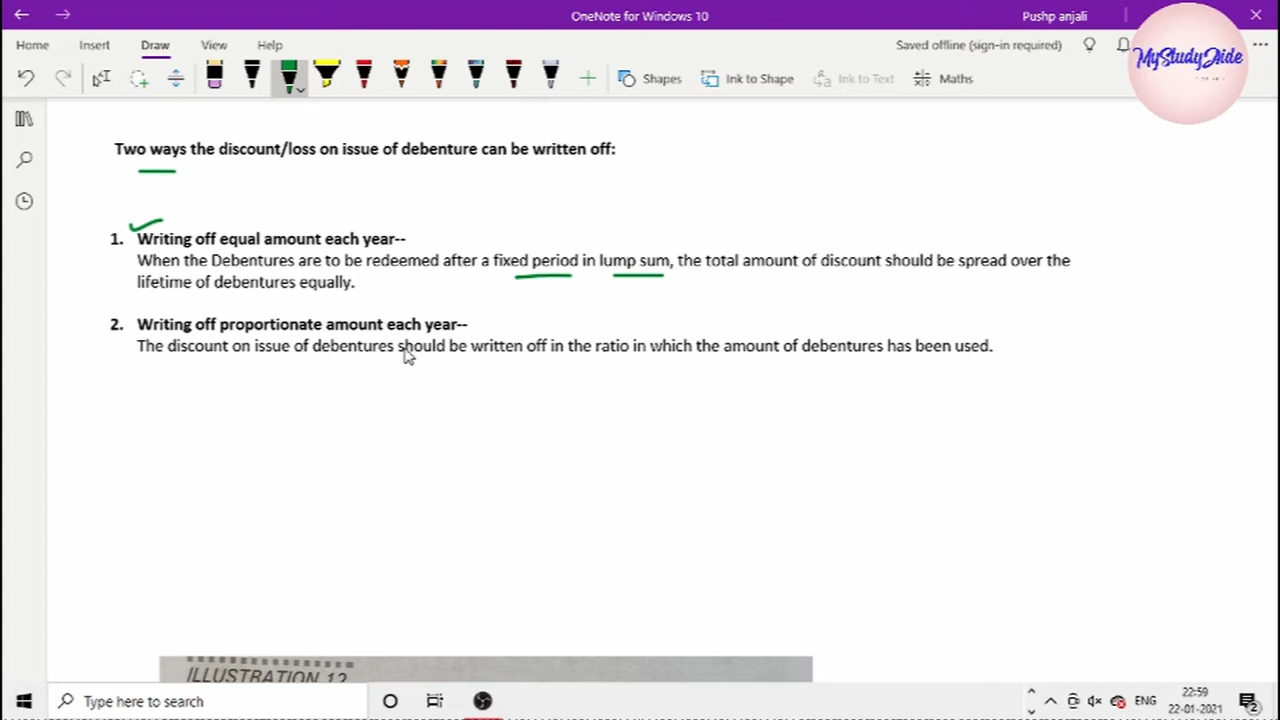 OneNote for Windows 10
Pushp anjali
Home Insert Draw View Help
Saved offline (sign-in required)
MyStudyAide
Shapes Ink to Shape Ink to Text Maths
Two ways the discount/loss on issue of debenture can be written off:
1. Writing off equal amount each year--
When the Debentures are to be redeemed after a fixed period in lump sum, the total amount of discount should be spread over the
lifetime of debentures equally.
2. Writing off proportionate amount each year--
The discount on issue of debentures should be written off in the ratio in which the amount of debentures has been used.
ILLUSTRATION 12
Type here to search
ENG
22:59
22-01-2021
2